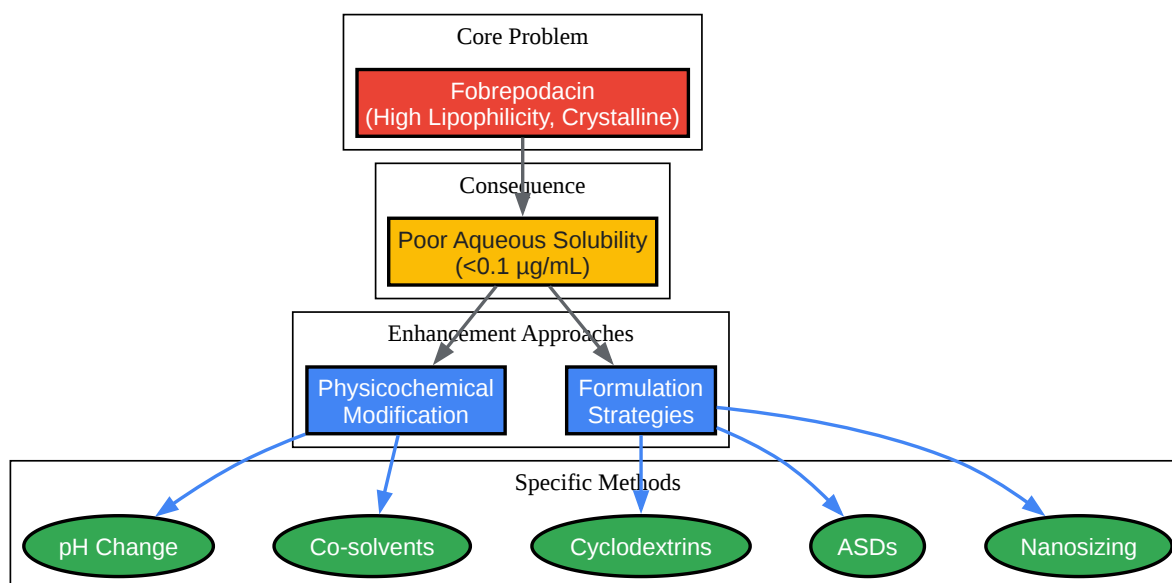 Core Problem
Fobrepodacin
(High Lipophilicity, Crystalline)
Consequence
Poor Aqueous Solubility
(<0.1 µg/mL)
Enhancement Approaches
Physicochemical
Modification
Formulation
Strategies
Specific Methods
pH Change
Co-solvents
Cyclodextrins
ASDs
Nanosizing